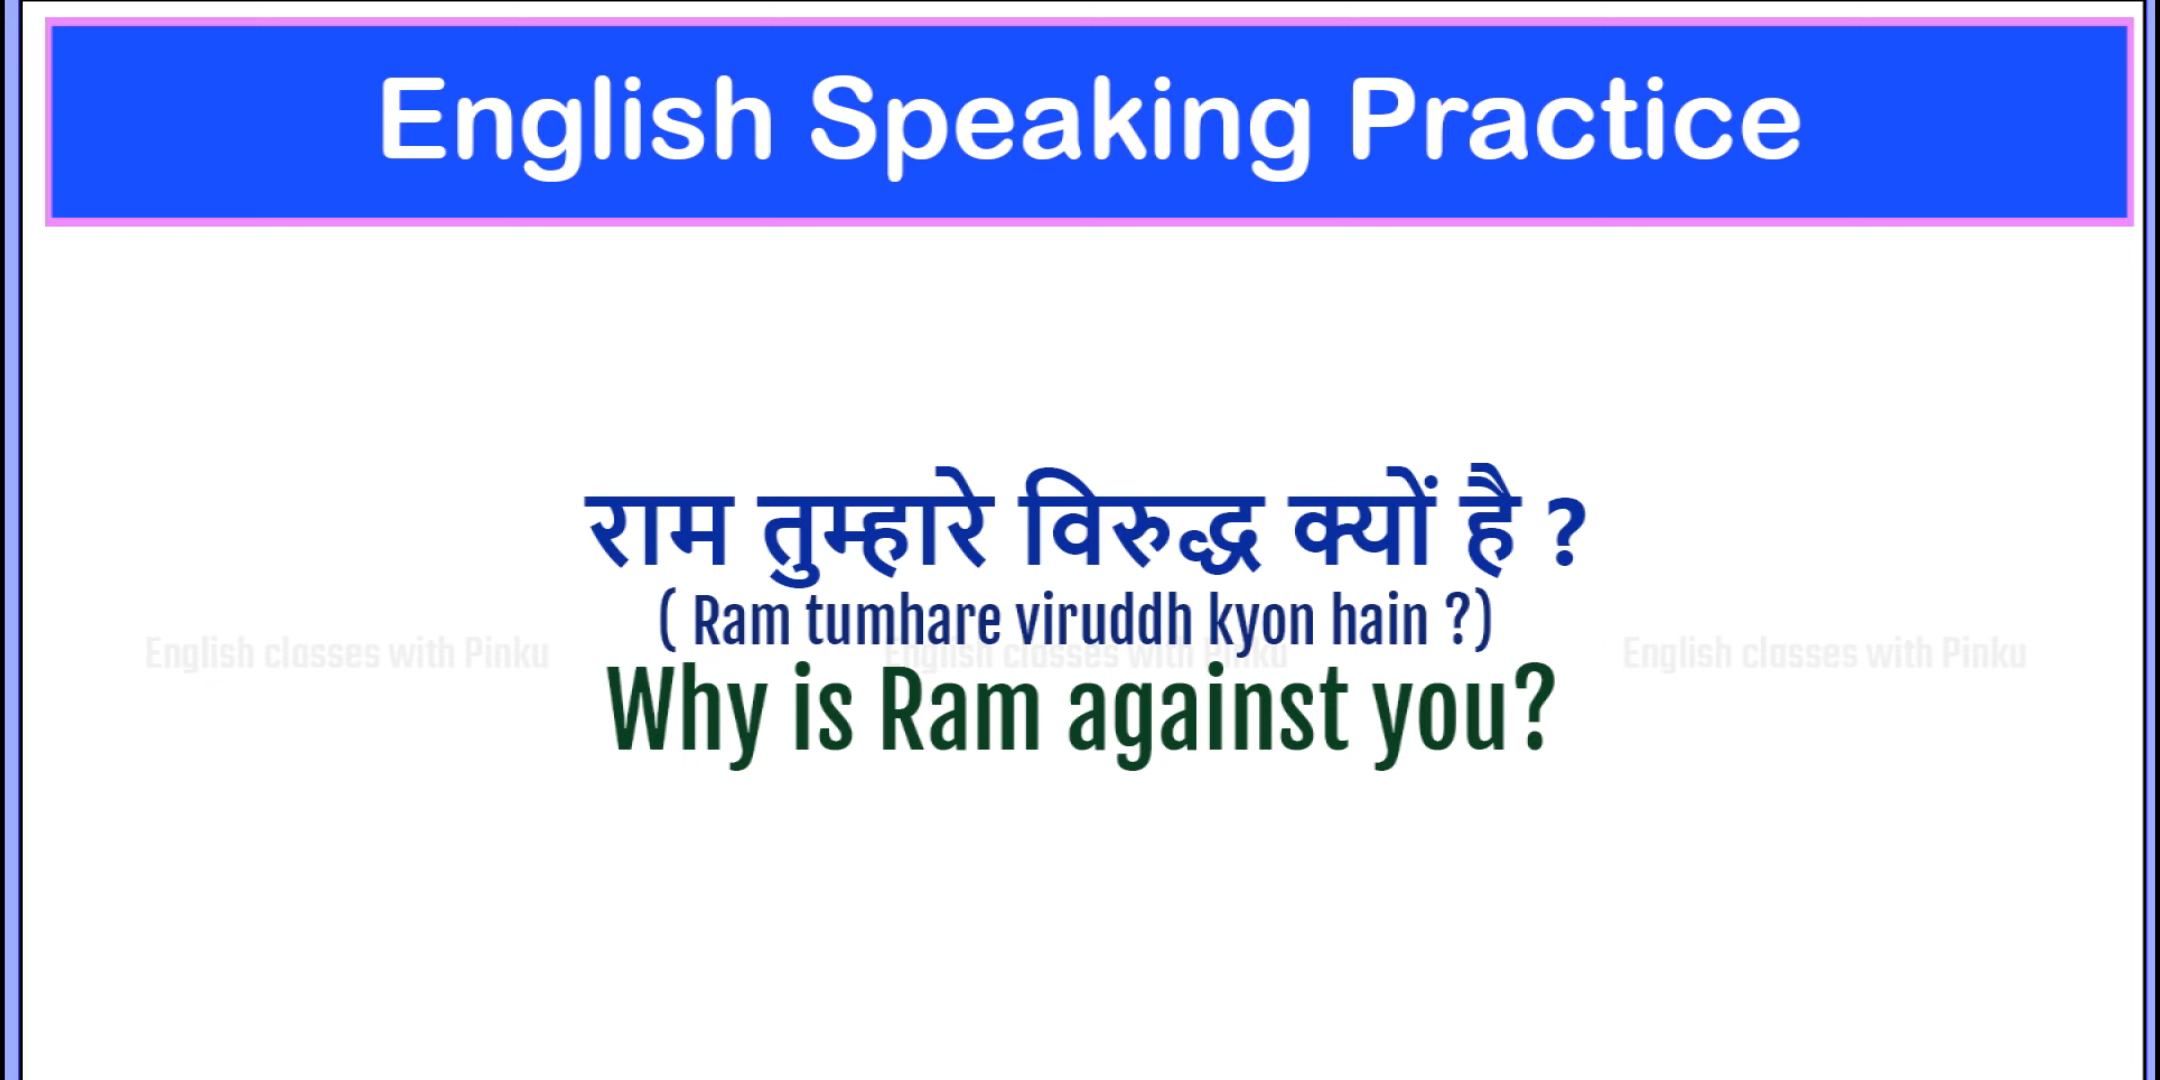 English Speaking Practice
राम तुम्हारे विरुद्ध क्यों है ?
( Ram tumhare viruddh kyon hain ?)
English classes with Pinku English classes with Pinku English classes with Pinku
Why is Ram against you?